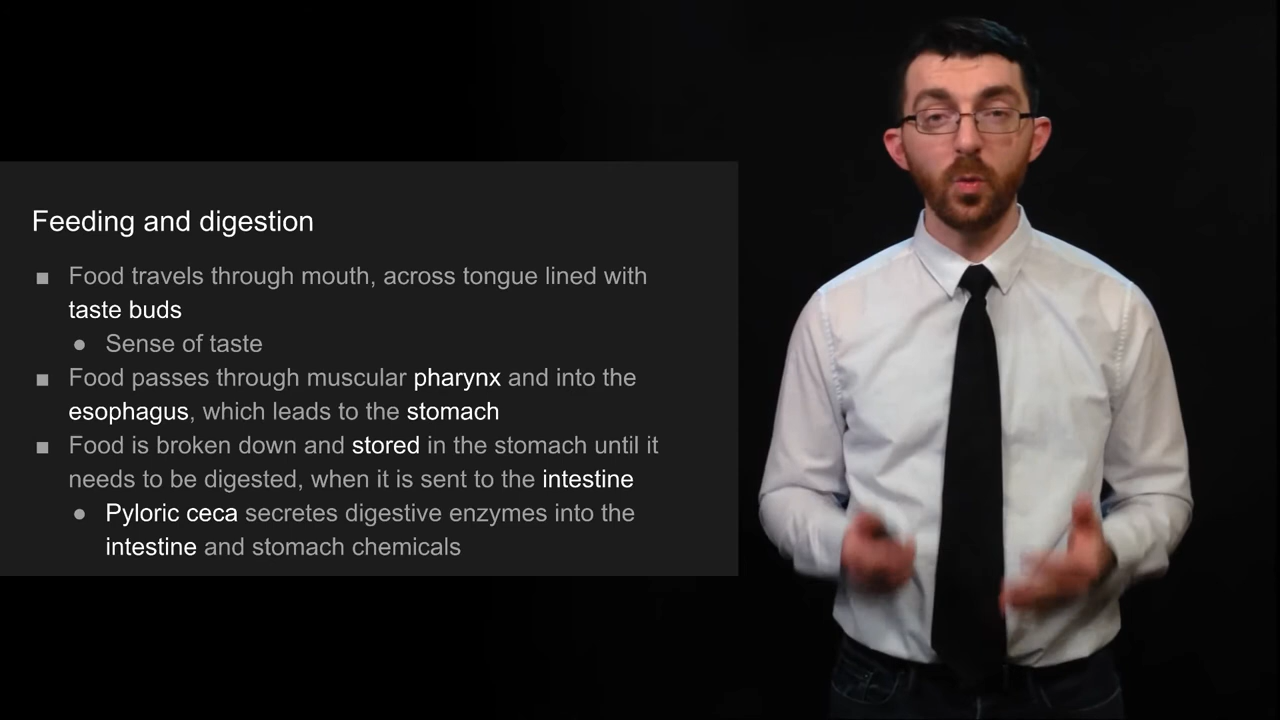 Feeding and digestion
■ Food travels through mouth, across tongue lined with
taste buds
● Sense of taste
■ Food passes through muscular pharynx and into the
esophagus, which leads to the stomach
■ Food is broken down and stored in the stomach until it
needs to be digested, when it is sent to the intestine
● Pyloric ceca secretes digestive enzymes into the
intestine and stomach chemicals